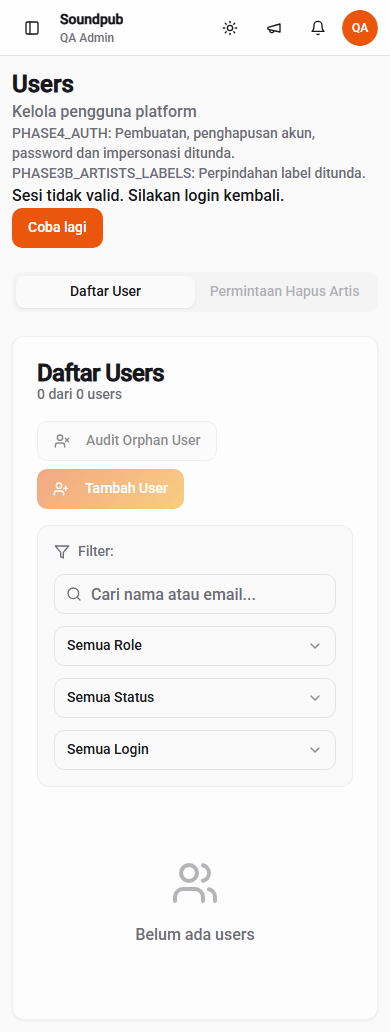 Soundpub
QA Admin
QA
Users
Kelola pengguna platform
PHASE4_AUTH: Pembuatan, penghapusan akun,
password dan impersonasi ditunda.
PHASE3B_ARTISTS_LABELS: Perpindahan label ditunda.
Sesi tidak valid. Silakan login kembali.
Coba lagi
Daftar User
Permintaan Hapus Artis
Daftar Users
0 dari 0 users
Audit Orphan User
Tambah User
Filter:
Cari nama atau email...
Semua Role
Semua Status
Semua Login
Belum ada users